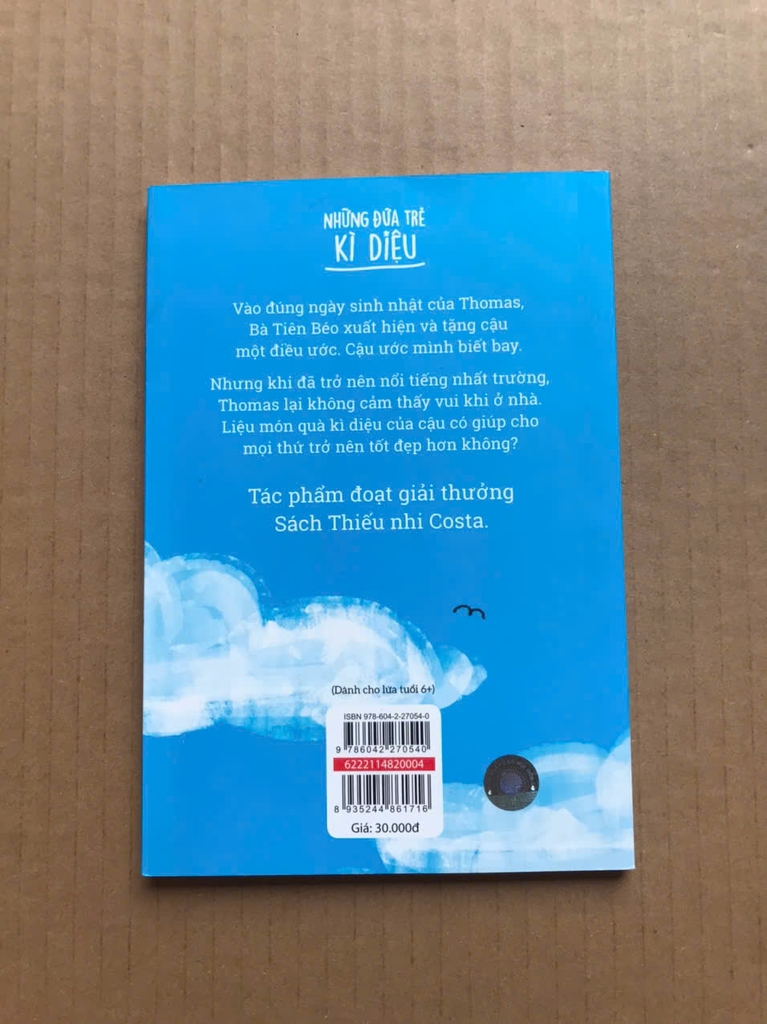 NHỮNG ĐỨA TRẺ
KÌ DIỆU
Vào đúng ngày sinh nhật của Thomas,
Bà Tiên Béo xuất hiện và tặng cậu
một điều ước. Cậu ước mình biết bay.
Nhưng khi đã trở nên nổi tiếng nhất trường,
Thomas lại không cảm thấy vui khi ở nhà.
Liệu món quà kì diệu của cậu có giúp cho
mọi thứ trở nên tốt đẹp hơn không?
Tác phẩm đoạt giải thưởng
Sách Thiếu nhi Costa.
(Dành cho lứa tuổi 6+)
ISBN 978-604-2-27054-0
9 786042 270540
6222114820004
8 935244 861716
Giá: 30.000đ